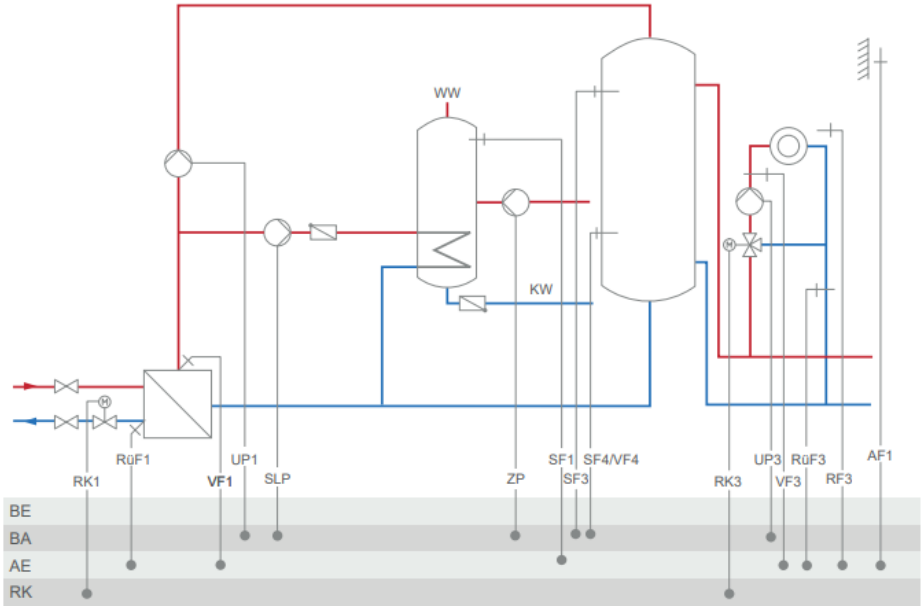 WW
M
KW
M
RüF1 UP1 SF1 SF4/VF4 UP3 RüF3 AF1
RK1 VF1 SLP ZP SF3 RK3 VF3 RF3
BE
BA
AE
RK